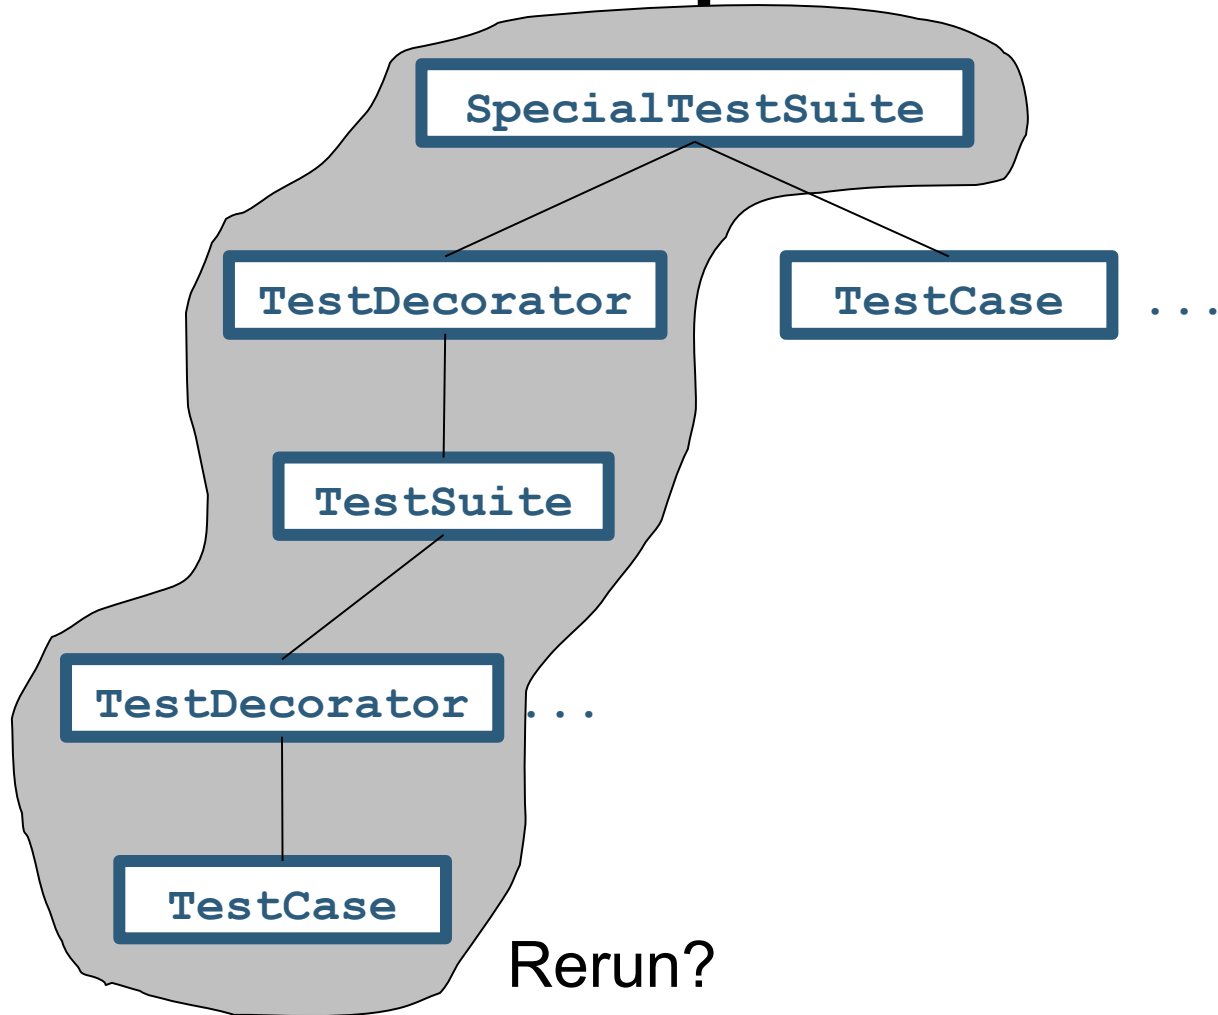 SpecialTestSuite
TestDecorator
TestCase ...
TestSuite
TestDecorator ...
TestCase
Rerun?